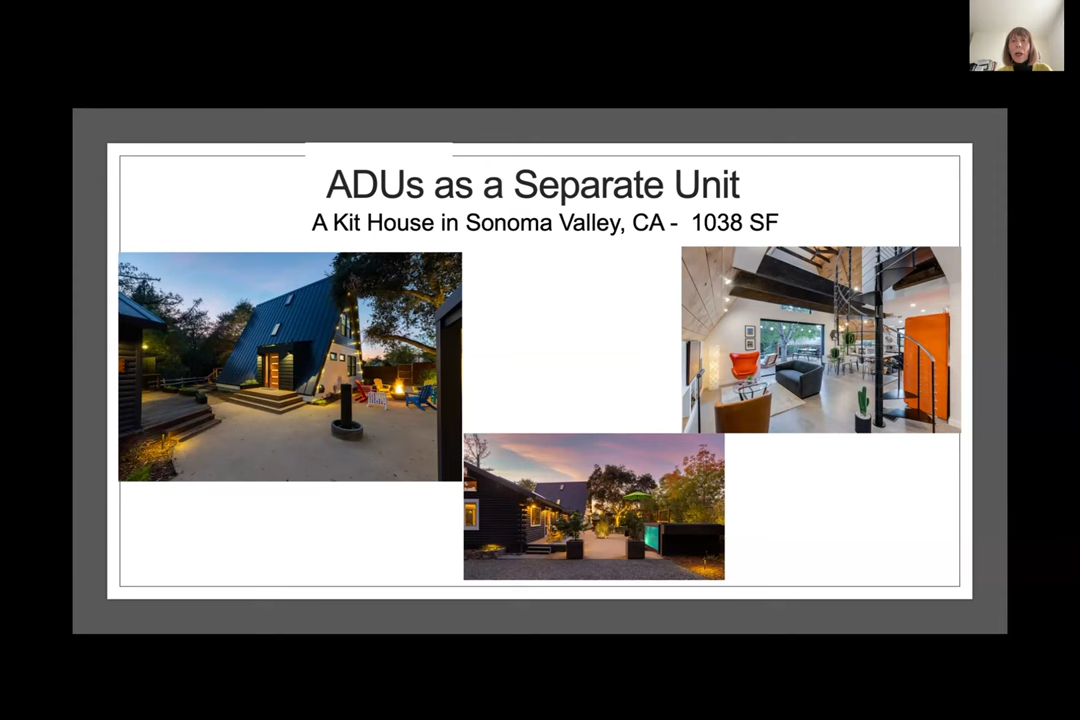 ADUs as a Separate Unit
A Kit House in Sonoma Valley, CA - 1038 SF